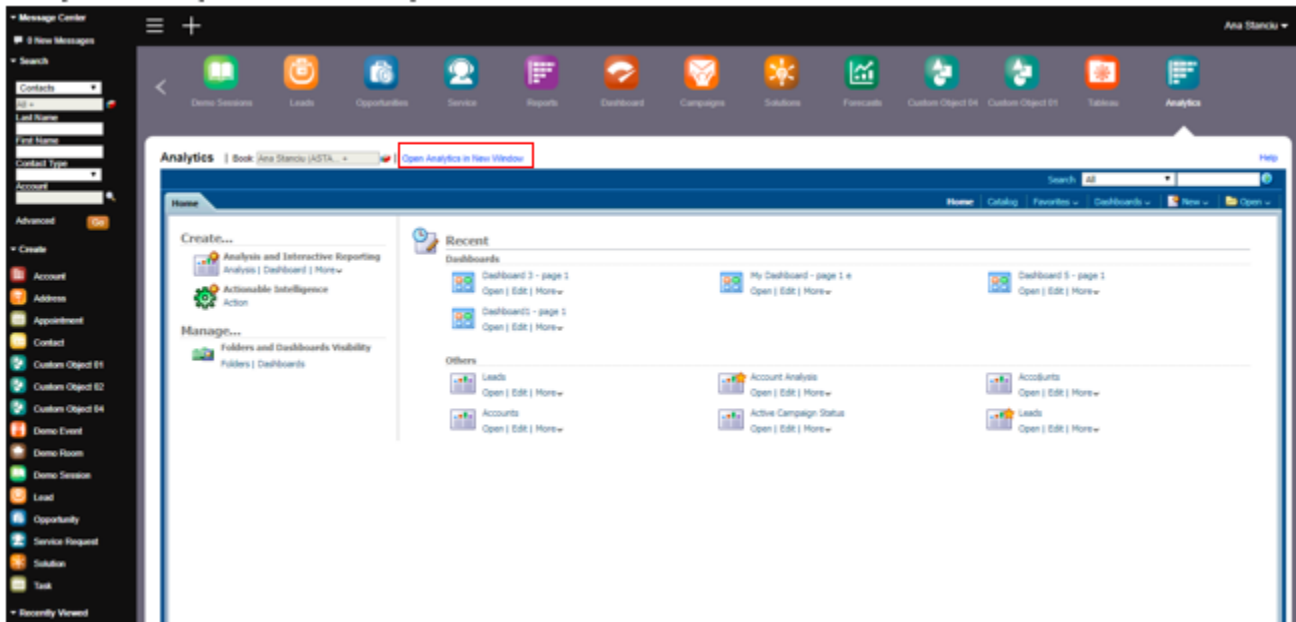 Message Center
0 New Messages
Search
Contacts
All
Last Name
First Name
Contact Type
Account
Advanced
Go
Create
Account
Address
Appointment
Contact
Custom Object 01
Custom Object 02
Custom Object 04
Demo Event
Demo Room
Demo Session
Lead
Opportunity
Service Request
Solution
Task
Recently Viewed
Ana Stanciu
Demo Sessions Leads Opportunities Service Reports Dashboard Campaigns Solutions Forecasts Custom Object 04 Custom Object 01 Tableau Analytics
Analytics | Book: Ana Stanciu (ASTA... + | Open Analytics in New Window Help
Search All
Home Home Catalog Favorites Dashboards New Open
Create...
Analysis and Interactive Reporting
Analysis | Dashboard | More
Actionable Intelligence
Action
Manage...
Folders and Dashboards Visibility
Folders | Dashboards
Recent
Dashboards
Dashboard 3 - page 1 My Dashboard - page 1 e Dashboard 5 - page 1
Open | Edit | More Open | Edit | More Open | Edit | More
Dashboard1 - page 1
Open | Edit | More
Others
Leads Account Analysis
Open | Edit | More Open | Edit | More Open | Edit | More
Accounts Active Campaign Status Leads
Open | Edit | More Open | Edit | More Open | Edit | More